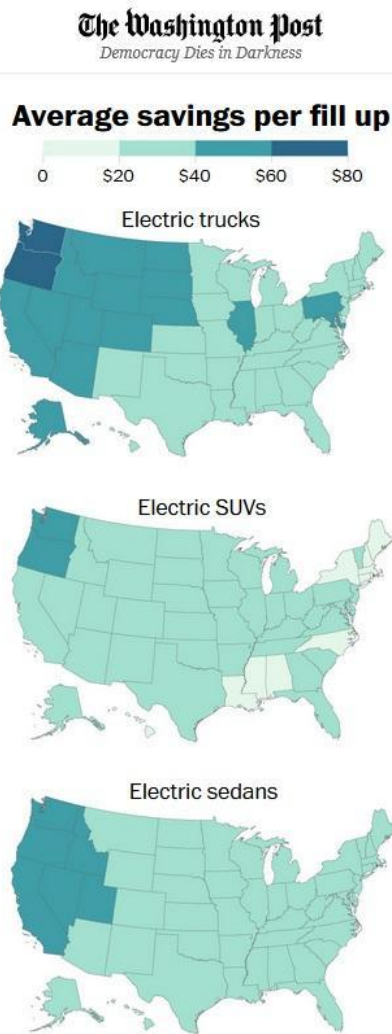 The Washington Post
Democracy Dies in Darkness
Average savings per fill up
0 $20 $40 $60 $80
Electric trucks
Electric SUVs
Electric sedans